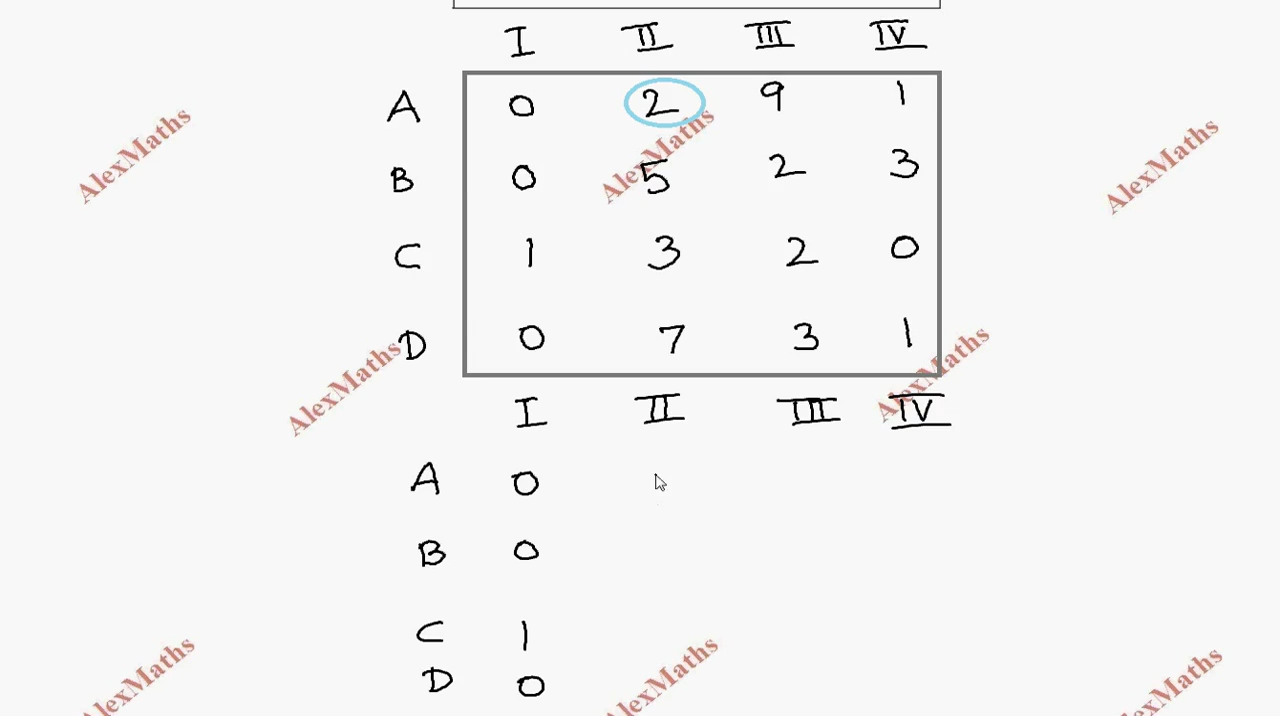 I II III IV
A 0 2 9 1
AlexMaths AlexMaths AlexMaths
B 0 5 2 3
C 1 3 2 0
D 0 7 3 1
AlexMaths AlexMaths
I II III IV
A 0
B 0
C 1
D 0
AlexMaths AlexMaths AlexMaths